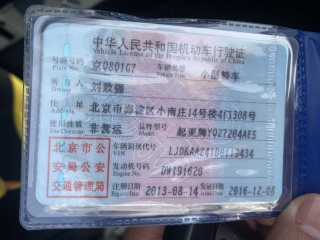 中华人民共和国机动车行驶证
Vehicle License of the People's Republic of China
号牌号码 京Q8Q1G7 车辆类型 小型轿车
Plate No. Vehicle Type
所有人 刘致强
Owner
住址 北京市海淀区小南庄14号楼4门308号
Address
使用性质 非营运 品牌型号 起亚牌YQZ7204AE5
Use Character Model
北京市公安局公安交通管理局
车辆识别代号
VIN
发动机号码 DW191620
Engine No.
注册日期 2013-08-14 发证日期 2016-12-06
Register Date Issue Date